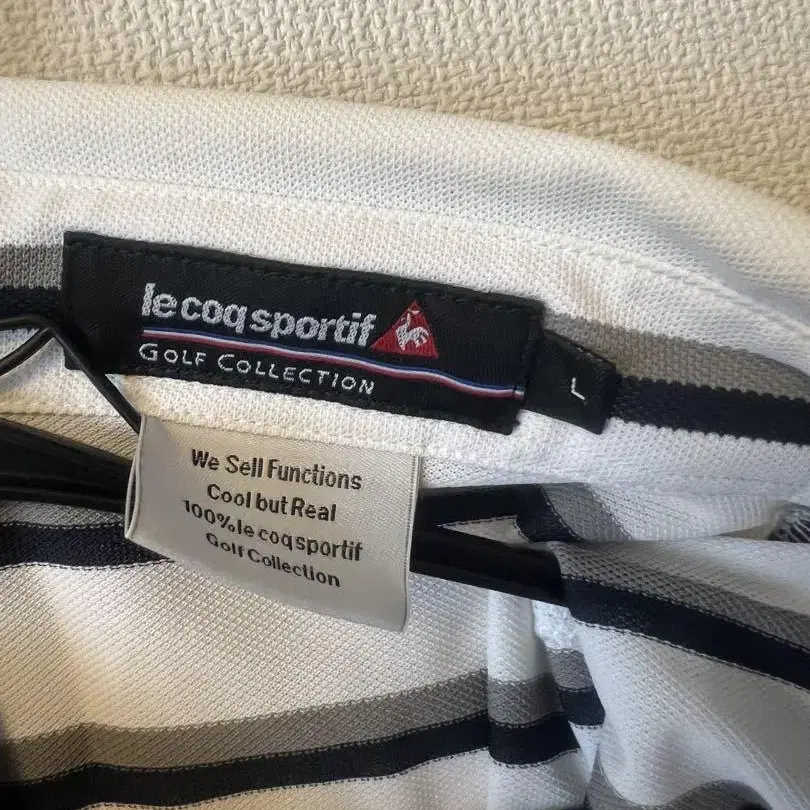 le coq sportif
GOLF COLLECTION
L
We Sell Functions
Cool but Real
100% le coq sportif
Golf Collection